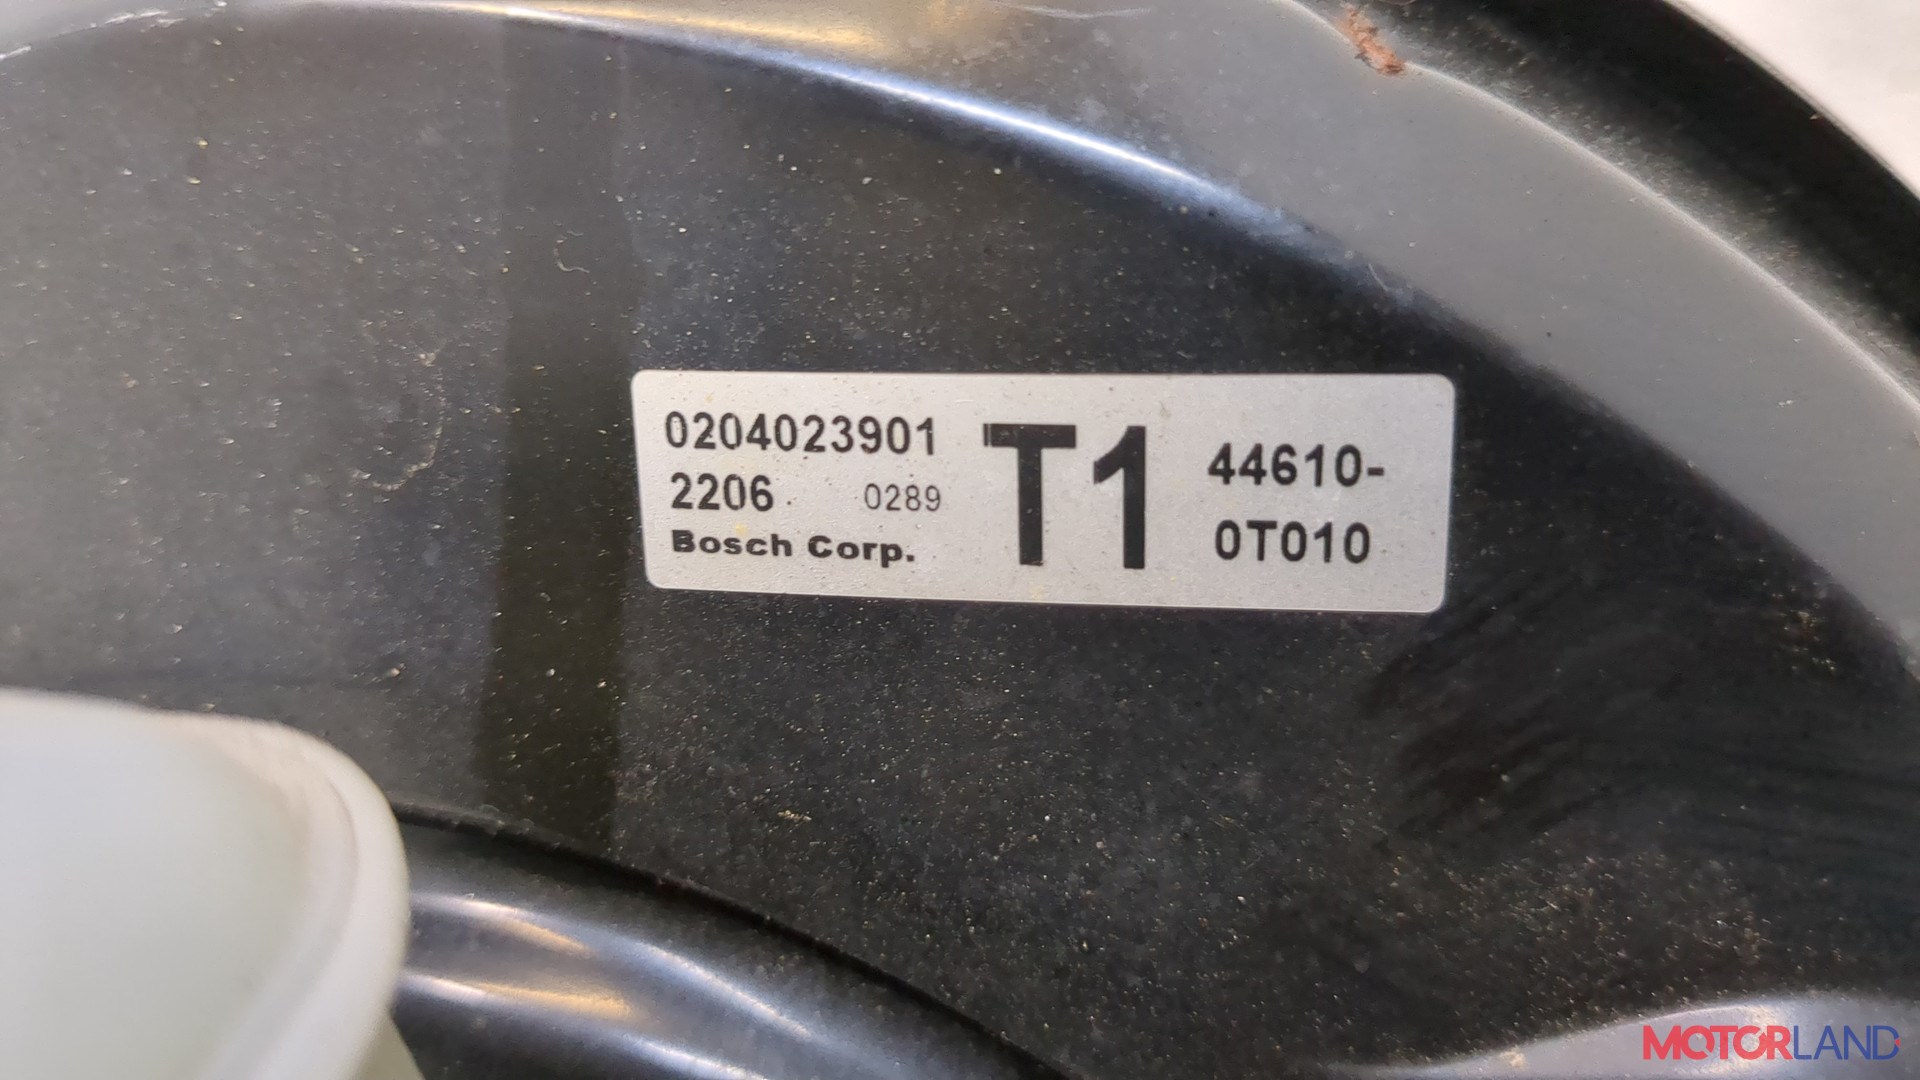 0204023901
2206 0289
Bosch Corp.
T1
44610-
0T010
MOTORLAND